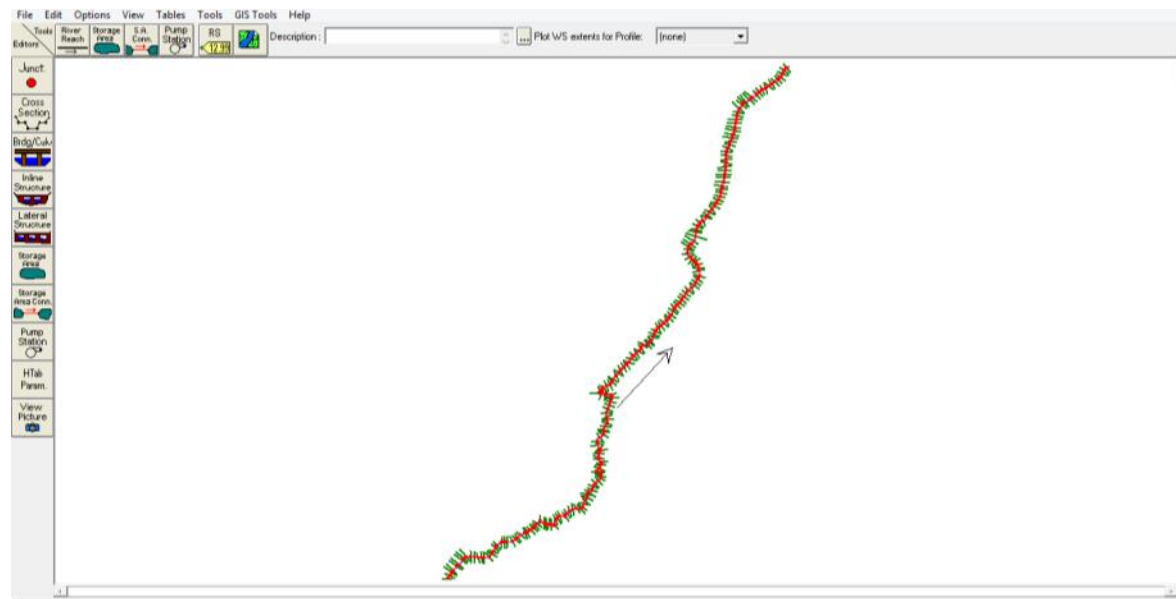 File Edit Options View Tables Tools GIS Tools Help
Tools
Editors
River
Reach
Storage
Area
S.A.
Conn.
Pump
Station
RS
Description :
...
Plot WS extents for Profile:
(none)
Junct.
Cross
Section
Brdg/Culv
Inline
Structure
Lateral
Structure
Storage
Area
Storage
Area Conn.
Pump
Station
HTab
Param.
View
Picture